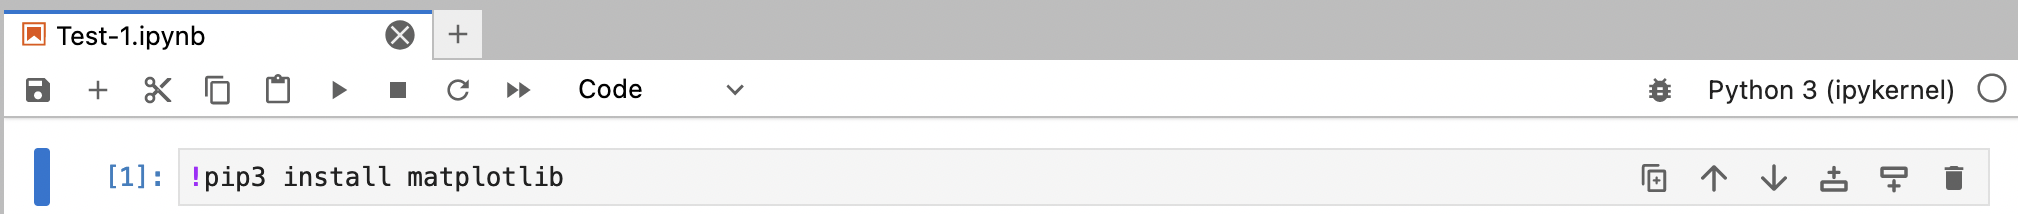 Test-1.ipynb
Code
Python 3 (ipykernel)
[1]: !pip3 install matplotlib